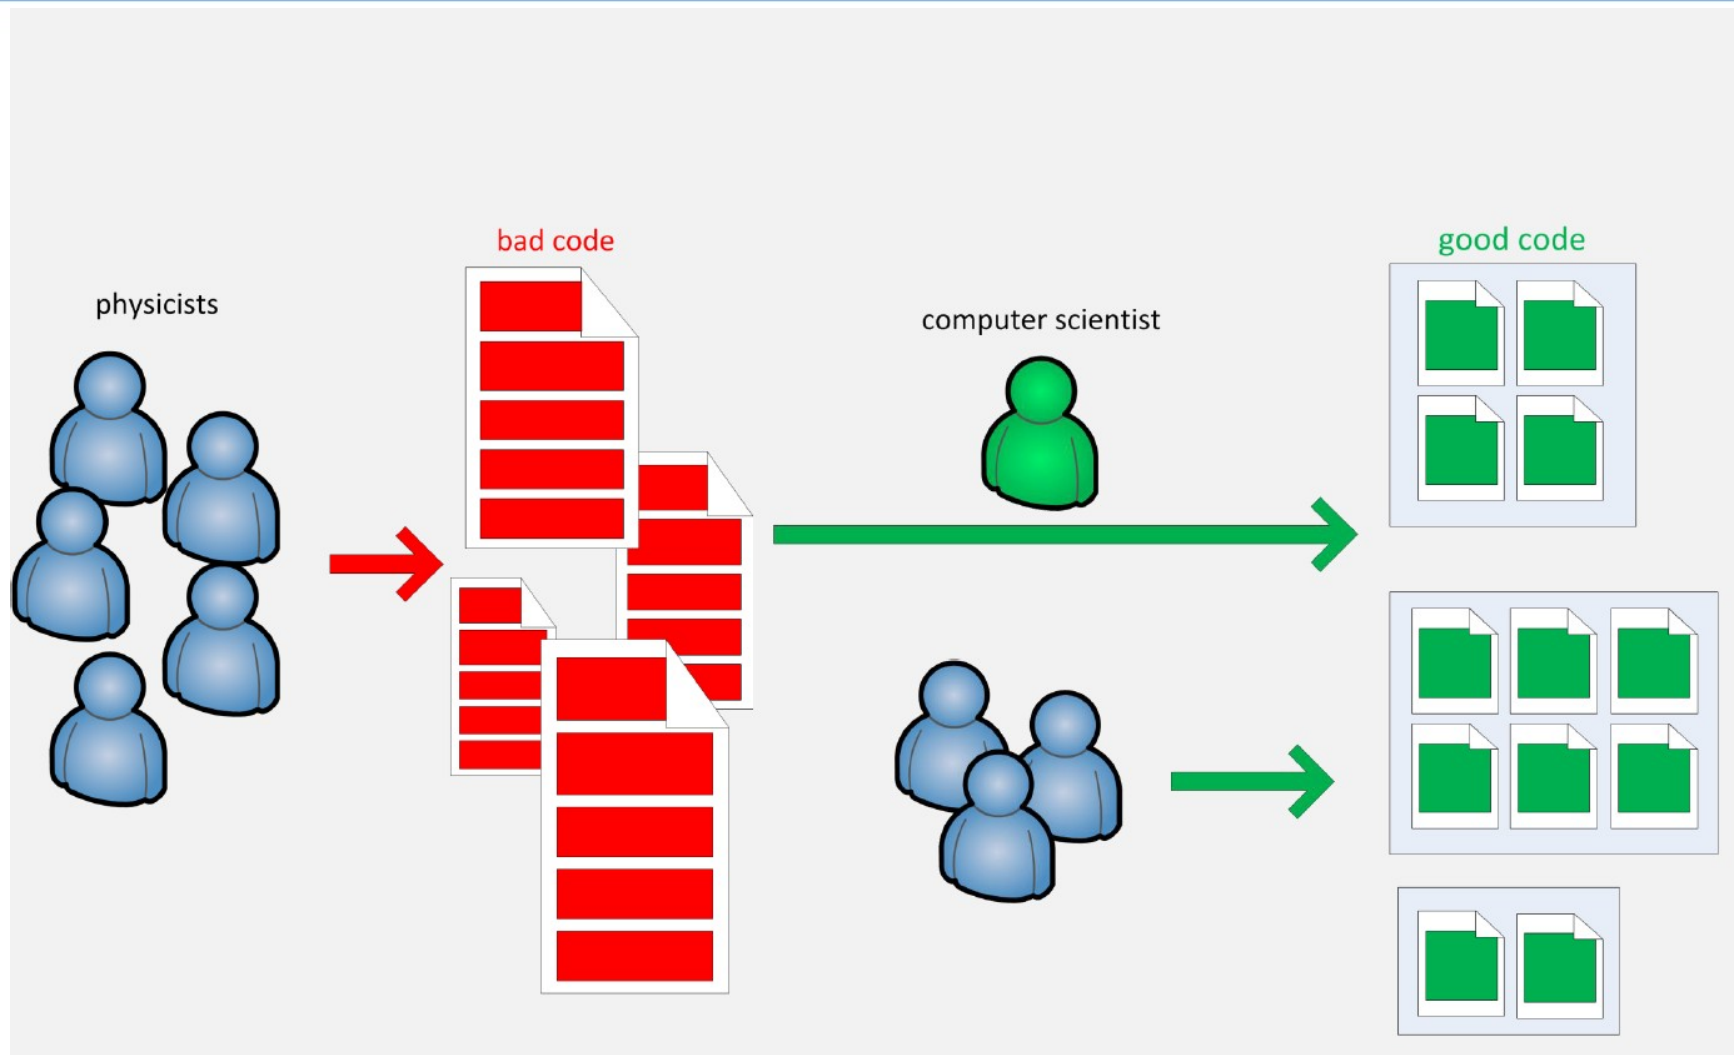 bad code
good code
physicists
computer scientist